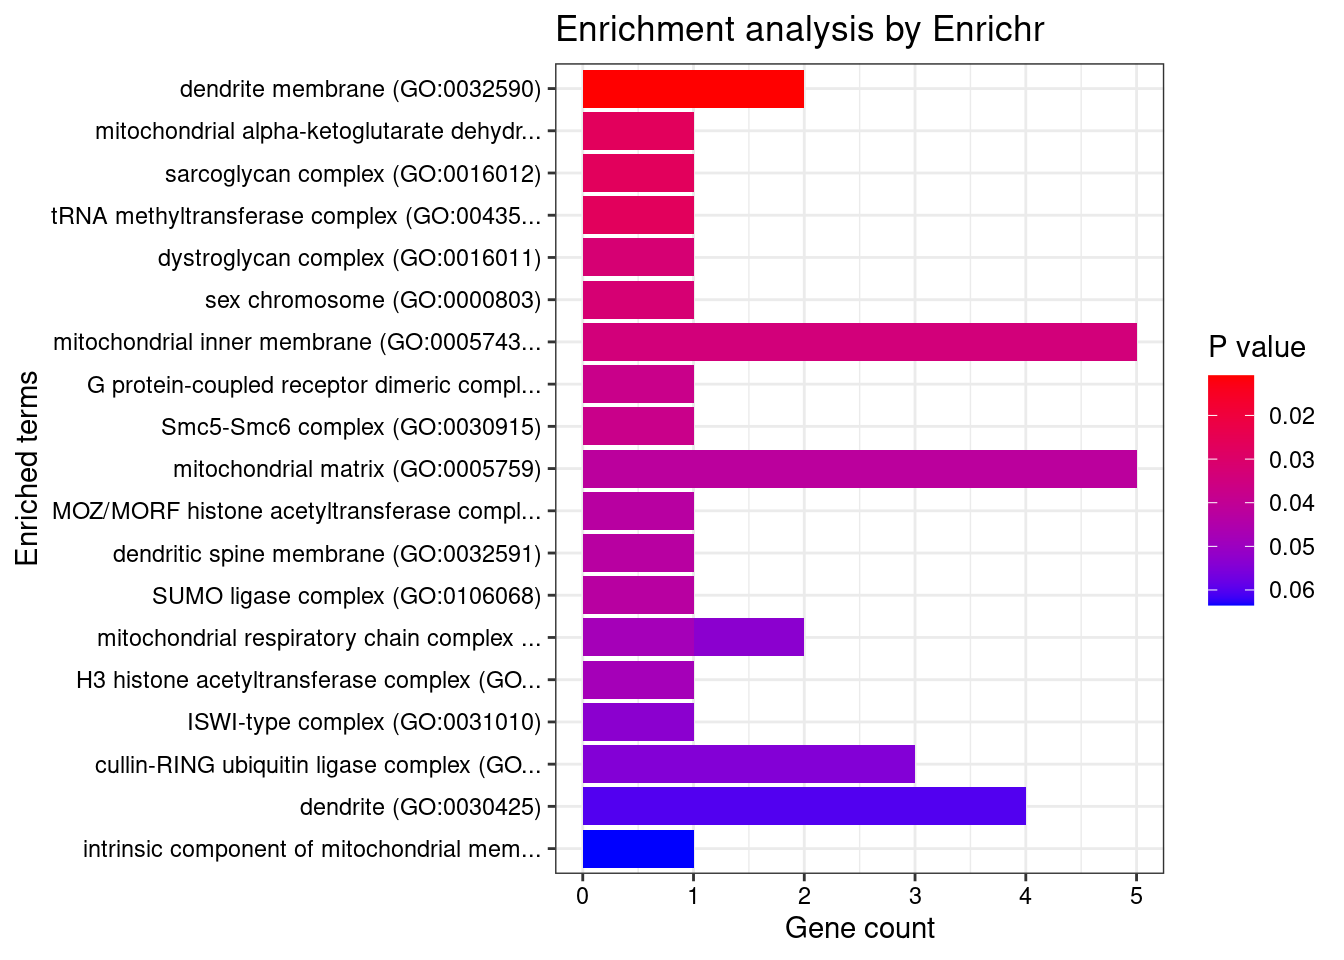 Enrichment analysis by Enrichr
dendrite membrane (GO:0032590)
mitochondrial alpha-ketoglutarate dehydr...
sarcoglycan complex (GO:0016012)
tRNA methyltransferase complex (GO:00435...
dystroglycan complex (GO:0016011)
sex chromosome (GO:0000803)
mitochondrial inner membrane (GO:0005743...
G protein-coupled receptor dimeric compl...
Smc5-Smc6 complex (GO:0030915)
mitochondrial matrix (GO:0005759)
MOZ/MORF histone acetyltransferase compl...
dendritic spine membrane (GO:0032591)
SUMO ligase complex (GO:0106068)
mitochondrial respiratory chain complex ...
H3 histone acetyltransferase complex (GO...
ISWI-type complex (GO:0031010)
cullin-RING ubiquitin ligase complex (GO...
dendrite (GO:0030425)
intrinsic component of mitochondrial mem...
Enriched terms
0 1 2 3 4 5
Gene count
P value
0.02
0.03
0.04
0.05
0.06